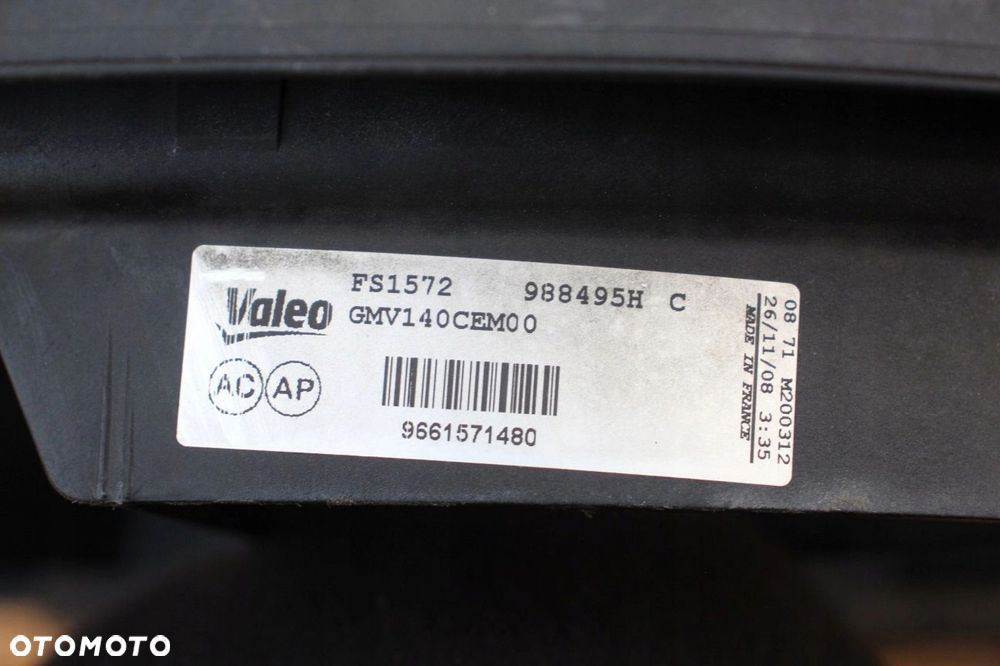 Valeo
FS1572 988495H C
GMV140CEM00
AC AP
9661571480
08 71 M200312
26/11/08 3:35
MADE IN FRANCE
OTOMOTO